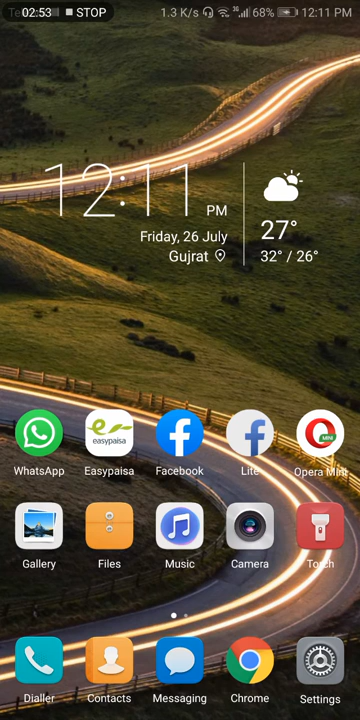 02:53 STOP 1.3 K/s 68% 12:11 PM
12:11 PM
Friday, 26 July
Gujrat
27°
32° / 26°
easypaisa
MINI
WhatsApp Easypaisa Facebook Lite Opera Mini
Gallery Files Music Camera Torch
Dialler Contacts Messaging Chrome Settings